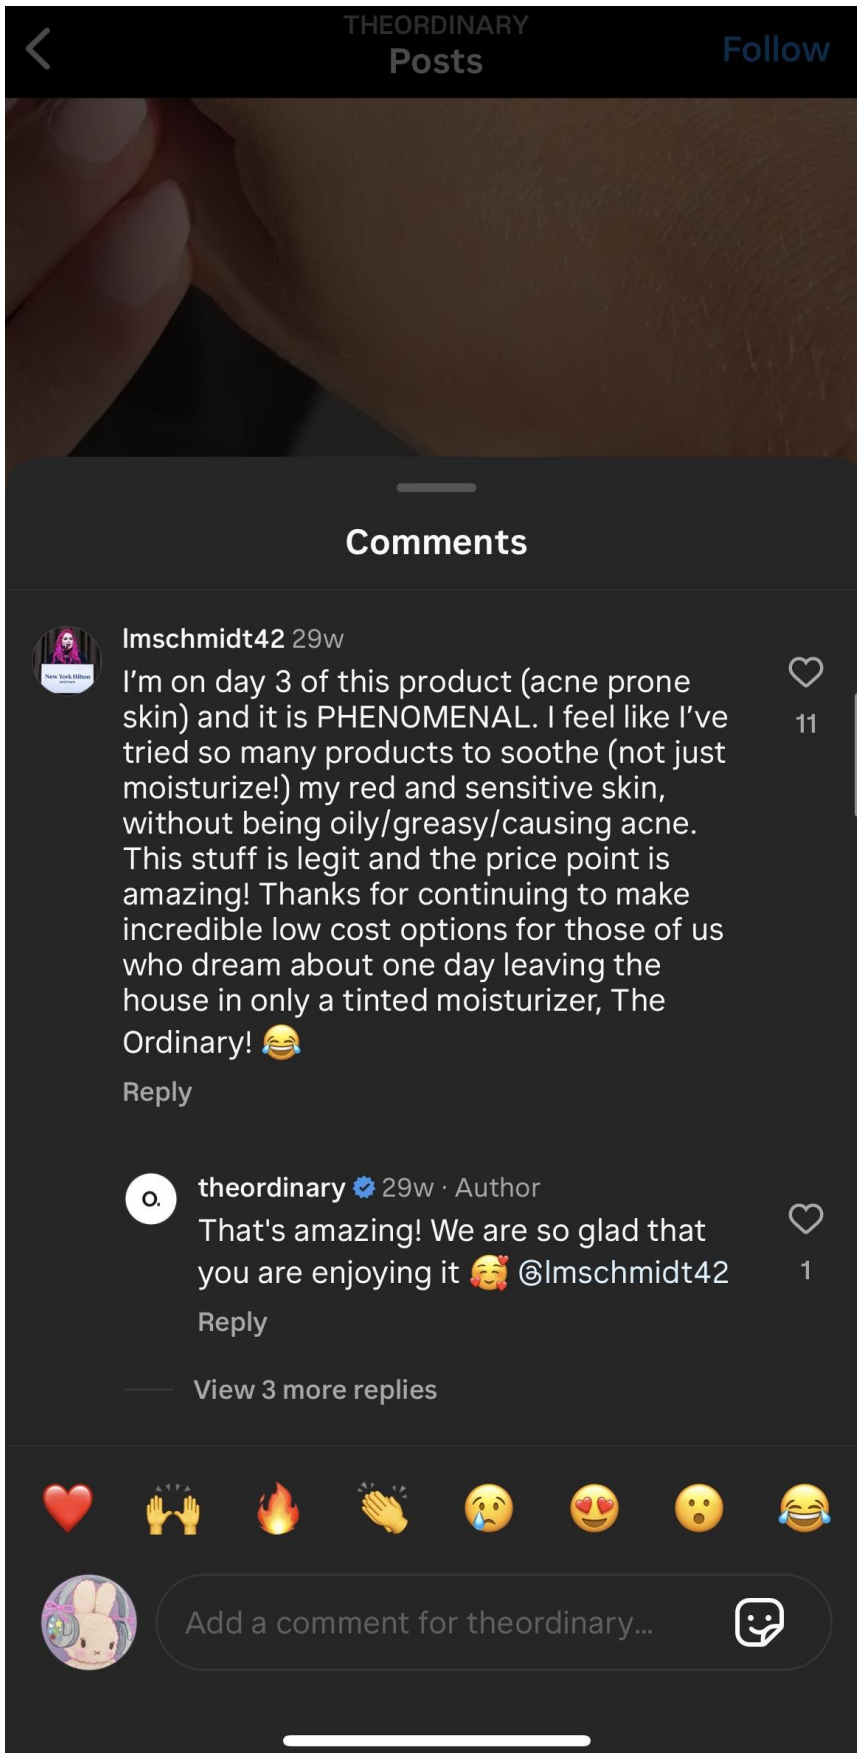 THEORDINARY
Posts
Follow
Comments
lmschmidt42 29w
New York Hilton
I'm on day 3 of this product (acne prone
skin) and it is PHENOMENAL. I feel like I've
tried so many products to soothe (not just
moisturize!) my red and sensitive skin,
without being oily/greasy/causing acne.
This stuff is legit and the price point is
amazing! Thanks for continuing to make
incredible low cost options for those of us
who dream about one day leaving the
house in only a tinted moisturizer, The
Ordinary! 😂
11
Reply
O.
theordinary 29w · Author
That's amazing! We are so glad that
you are enjoying it 🥰 @lmschmidt42
1
Reply
View 3 more replies
❤️ 🙌 🔥 👏 😢 😍 😮 😂
Add a comment for theordinary...